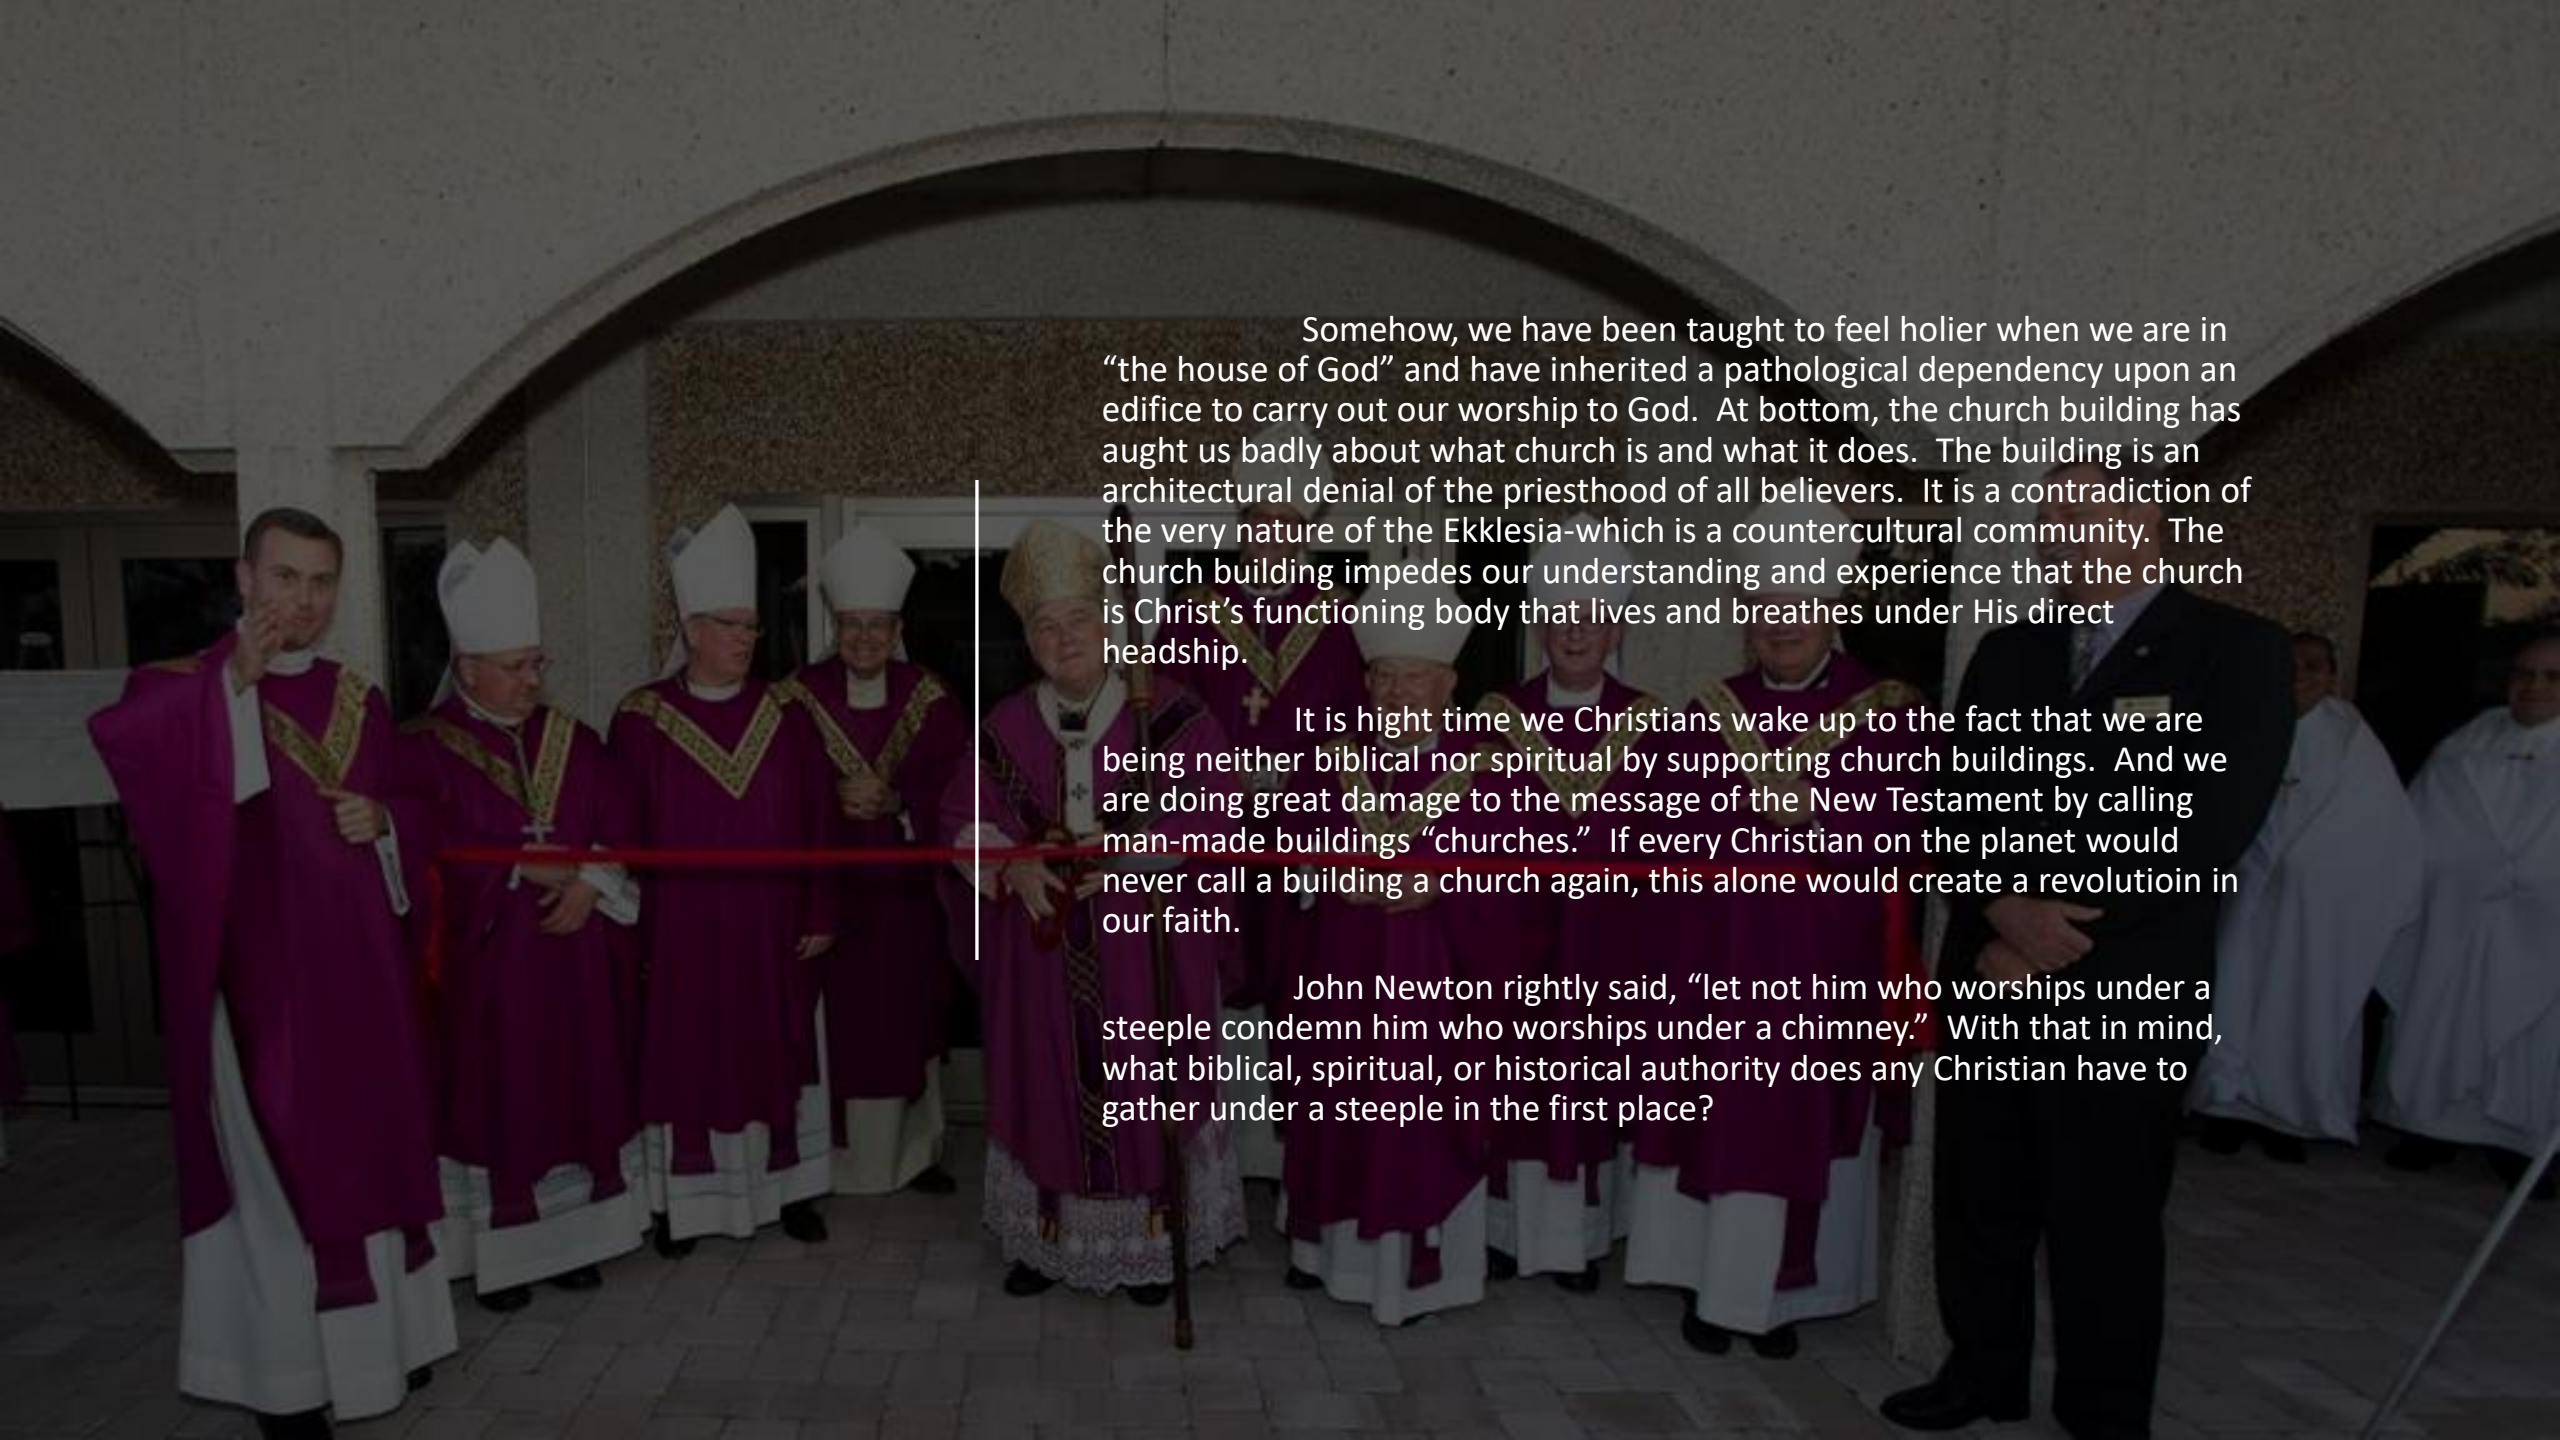 Somehow, we have been taught to feel holier when we are in
“the house of God” and have inherited a pathological dependency upon an
edifice to carry out our worship to God.  At bottom, the church building has
aught us badly about what church is and what it does.  The building is an
architectural denial of the priesthood of all believers.  It is a contradiction of
the very nature of the Ekklesia-which is a countercultural community.  The
church building impedes our understanding and experience that the church
is Christ’s functioning body that lives and breathes under His direct
headship.
It is hight time we Christians wake up to the fact that we are
being neither biblical nor spiritual by supporting church buildings.  And we
are doing great damage to the message of the New Testament by calling
man-made buildings “churches.”  If every Christian on the planet would
never call a building a church again, this alone would create a revolutioin in
our faith.
John Newton rightly said, “let not him who worships under a
steeple condemn him who worships under a chimney.”  With that in mind,
what biblical, spiritual, or historical authority does any Christian have to
gather under a steeple in the first place?